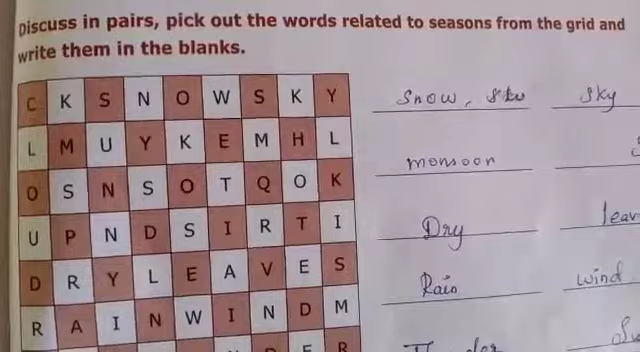 Discuss in pairs, pick out the words related to seasons from the grid and
write them in the blanks.
C K S N O W S K Y
L M U Y K E M H L
O S N S O T Q O K
U P N D S I R T I
D R Y L E A V E S
R A I N W I N D M
Snow, sky
monsoon
Dry leav
Rain wind